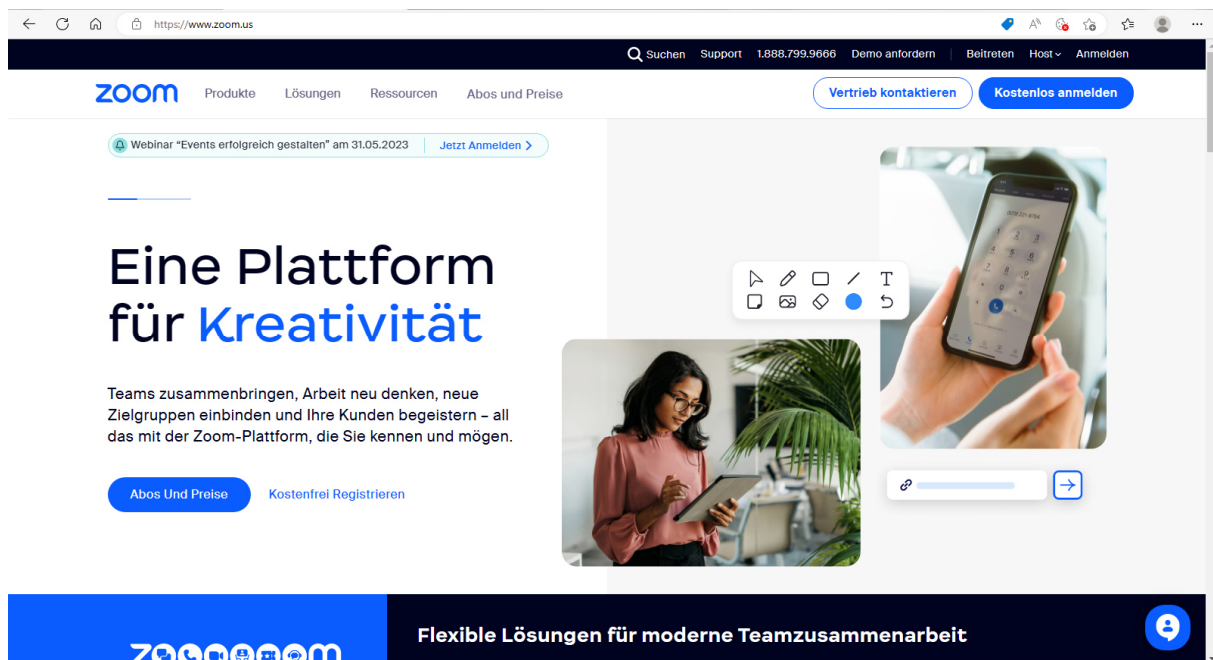 https://www.zoom.us
Suchen Support 1.888.799.9666 Demo anfordern Beitreten Host Anmelden
zoom Produkte Lösungen Ressourcen Abos und Preise Vertrieb kontaktieren Kostenlos anmelden
Webinar “Events erfolgreich gestalten” am 31.05.2023 Jetzt Anmelden
Eine Plattform
für Kreativität
Teams zusammenbringen, Arbeit neu denken, neue
Zielgruppen einbinden und Ihre Kunden begeistern – all
das mit der Zoom-Plattform, die Sie kennen und mögen.
Abos Und Preise Kostenfrei Registrieren
T
Flexible Lösungen für moderne Teamzusammenarbeit